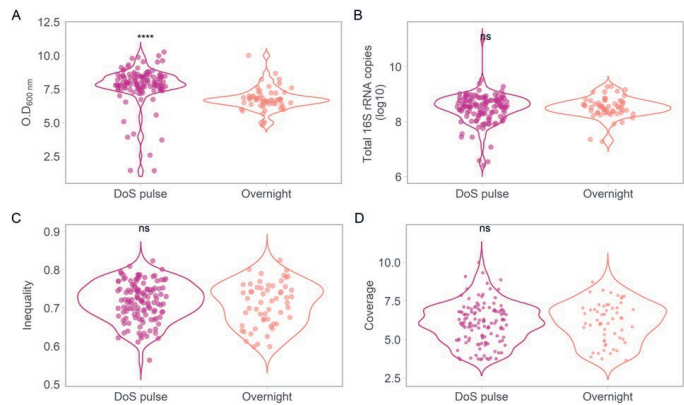 A
O.D600 nm
12.5
10.0
7.5
5.0
2.5
****
DoS pulse
Overnight
B
Total 16S rRNA copies
(log10)
10
8
6
ns
DoS pulse
Overnight
C
Inequality
0.9
0.8
0.7
0.6
0.5
ns
DoS pulse
Overnight
D
Coverage
10.0
7.5
5.0
2.5
ns
DoS pulse
Overnight